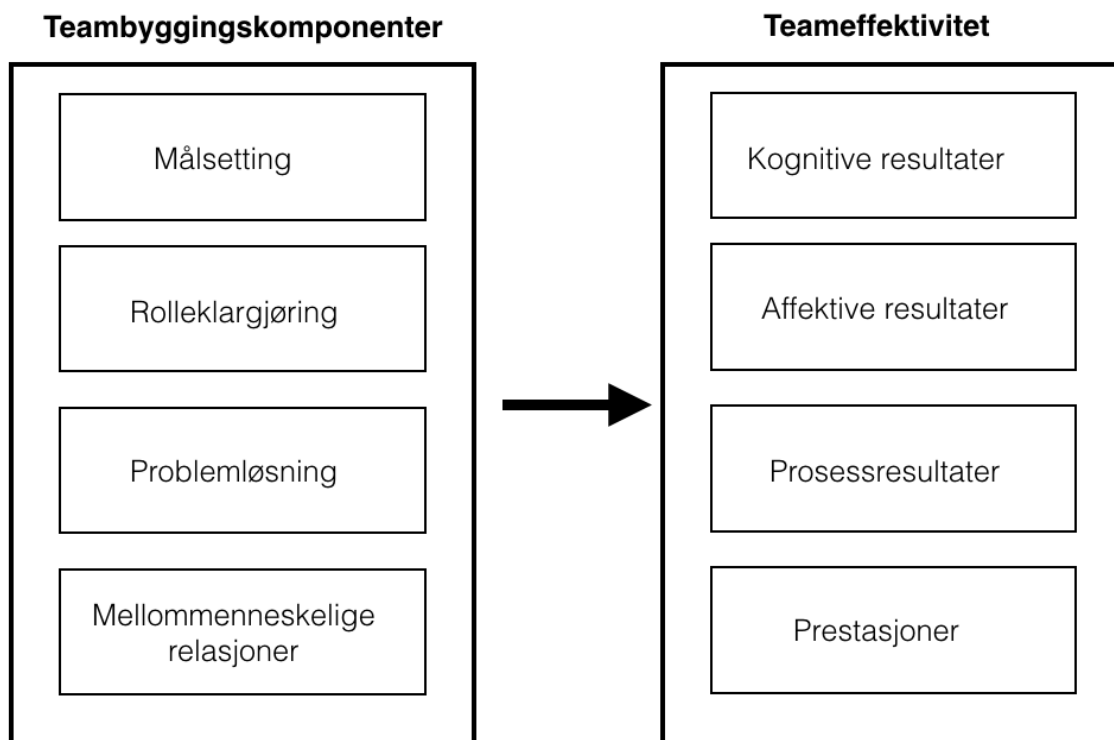 Teambyggingskomponenter
Målsetting
Rolleklargjøring
Problemløsning
Mellommenneskelige
relasjoner
Teameffektivitet
Kognitive resultater
Affektive resultater
Prosessresultater
Prestasjoner